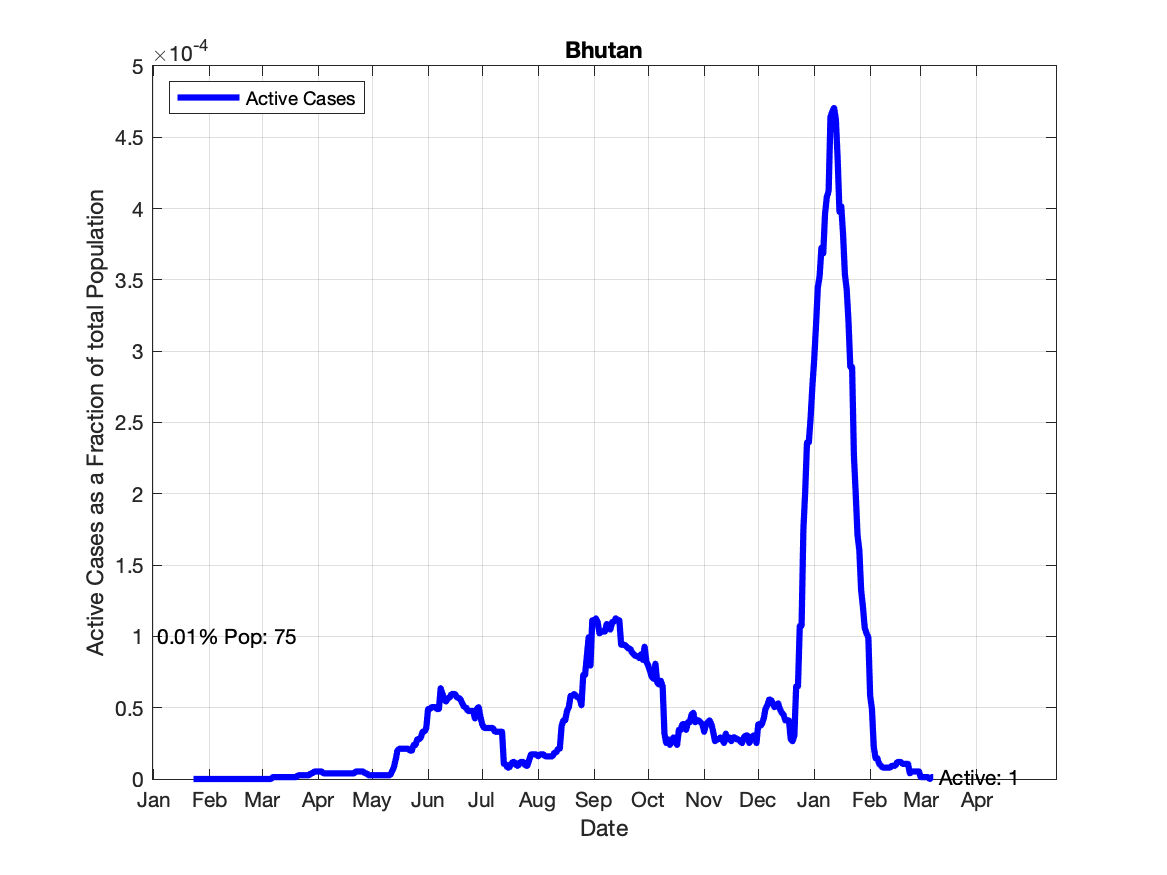 Bhutan
×10-4
Active Cases
5
4.5
4
3.5
3
2.5
2
1.5
1
0.5
0
Active Cases as a Fraction of total Population
0.01% Pop: 75
Active: 1
Jan Feb Mar Apr May Jun Jul Aug Sep Oct Nov Dec Jan Feb Mar Apr
Date